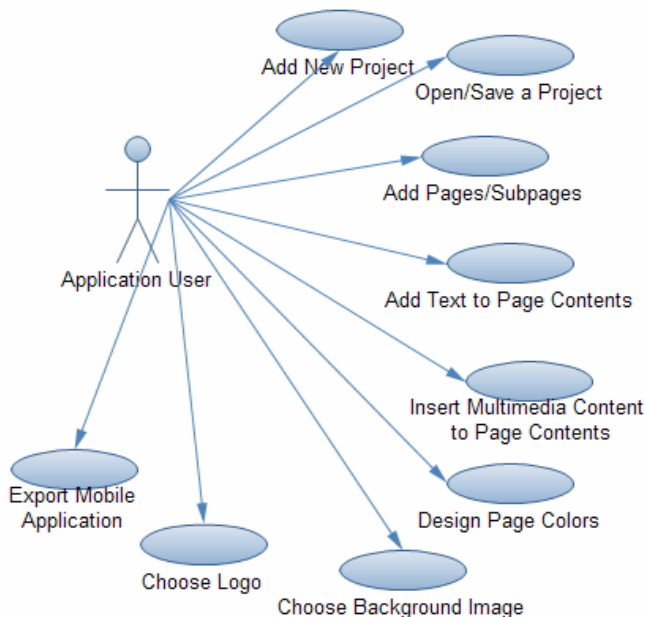 Add New Project
Open/Save a Project
Add Pages/Subpages
Application User
Add Text to Page Contents
Insert Multimedia Content
to Page Contents
Export Mobile
Application
Design Page Colors
Choose Logo
Choose Background Image